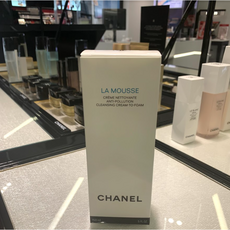 LA MOUSSE
CRÈME NETTOYANTE
ANTI-POLLUTION
CLEANSING CREAM-TO-FOAM
CHANEL